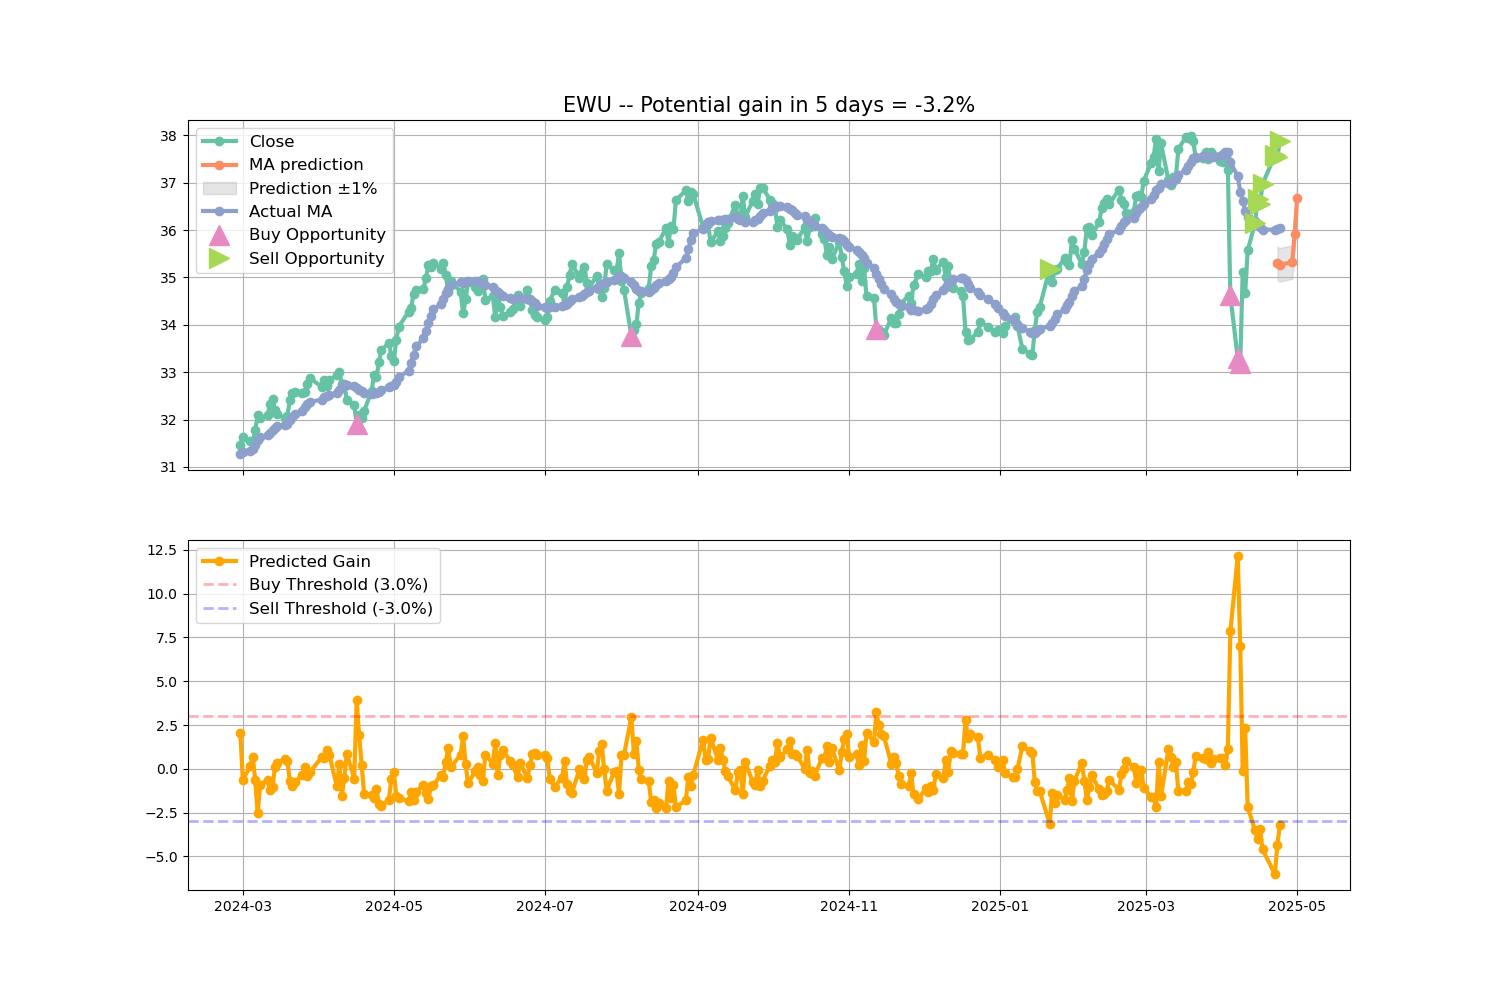 EWU -- Potential gain in 5 days = -3.2%
Close
MA prediction
Prediction ±1%
Actual MA
Buy Opportunity
Sell Opportunity
38
37
36
35
34
33
32
31
Predicted Gain
Buy Threshold (3.0%)
Sell Threshold (-3.0%)
12.5
10.0
7.5
5.0
2.5
0.0
−2.5
−5.0
2024-03 2024-05 2024-07 2024-09 2024-11 2025-01 2025-03 2025-05